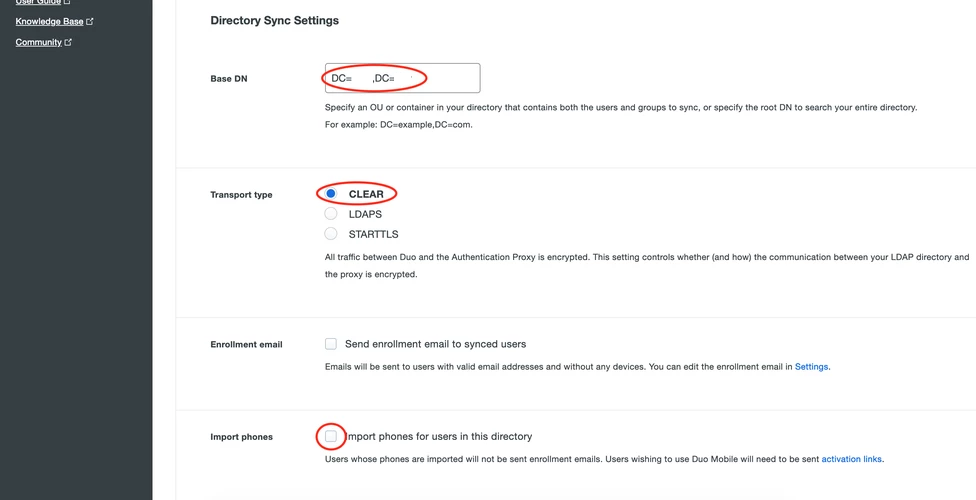 User Guide
Knowledge Base
Community
Directory Sync Settings
Base DN
DC= ,DC=
Specify an OU or container in your directory that contains both the users and groups to sync, or specify the root DN to search your entire directory.
For example: DC=example,DC=com.
Transport type
CLEAR
LDAPS
STARTTLS
All traffic between Duo and the Authentication Proxy is encrypted. This setting controls whether (and how) the communication between your LDAP directory and
the proxy is encrypted.
Enrollment email
Send enrollment email to synced users
Emails will be sent to users with valid email addresses and without any devices. You can edit the enrollment email in Settings.
Import phones
Import phones for users in this directory
Users whose phones are imported will not be sent enrollment emails. Users wishing to use Duo Mobile will need to be sent activation links.